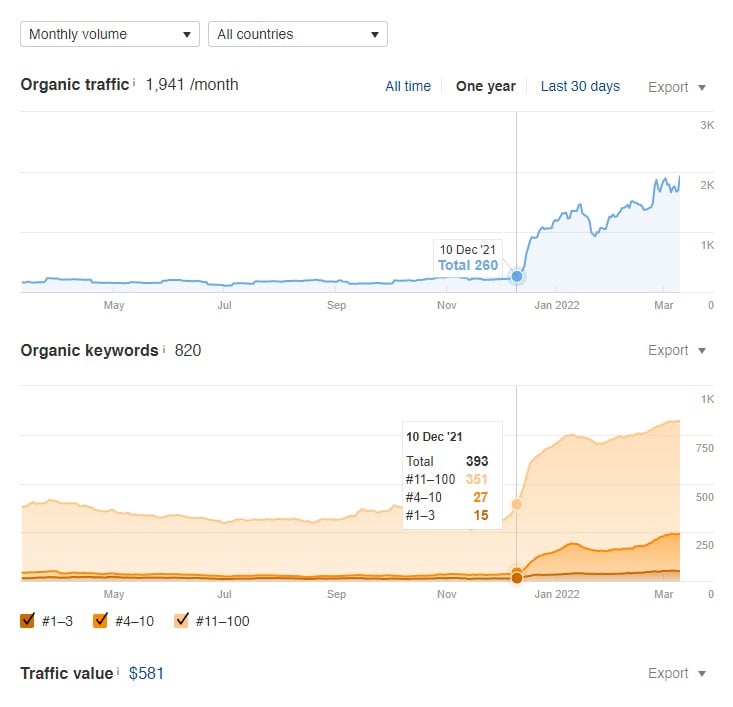 Monthly volume All countries
Organic traffic i 1,941 /month All time One year Last 30 days Export
3K
2K
1K
10 Dec '21
Total 260
May Jul Sep Nov Jan 2022 Mar 0
Organic keywords i 820 Export
1K
10 Dec '21
750
Total 393
#11–100 351
500
#4–10 27
#1–3 15
250
May Jul Sep Nov Jan 2022 Mar 0
#1–3 #4–10 #11–100
Traffic value i $581 Export